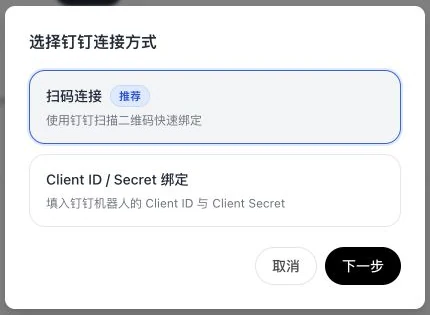 选择钉钉连接方式
扫码连接 推荐
使用钉钉扫描二维码快速绑定
Client ID / Secret 绑定
填入钉钉机器人的 Client ID 与 Client Secret
取消 下一步